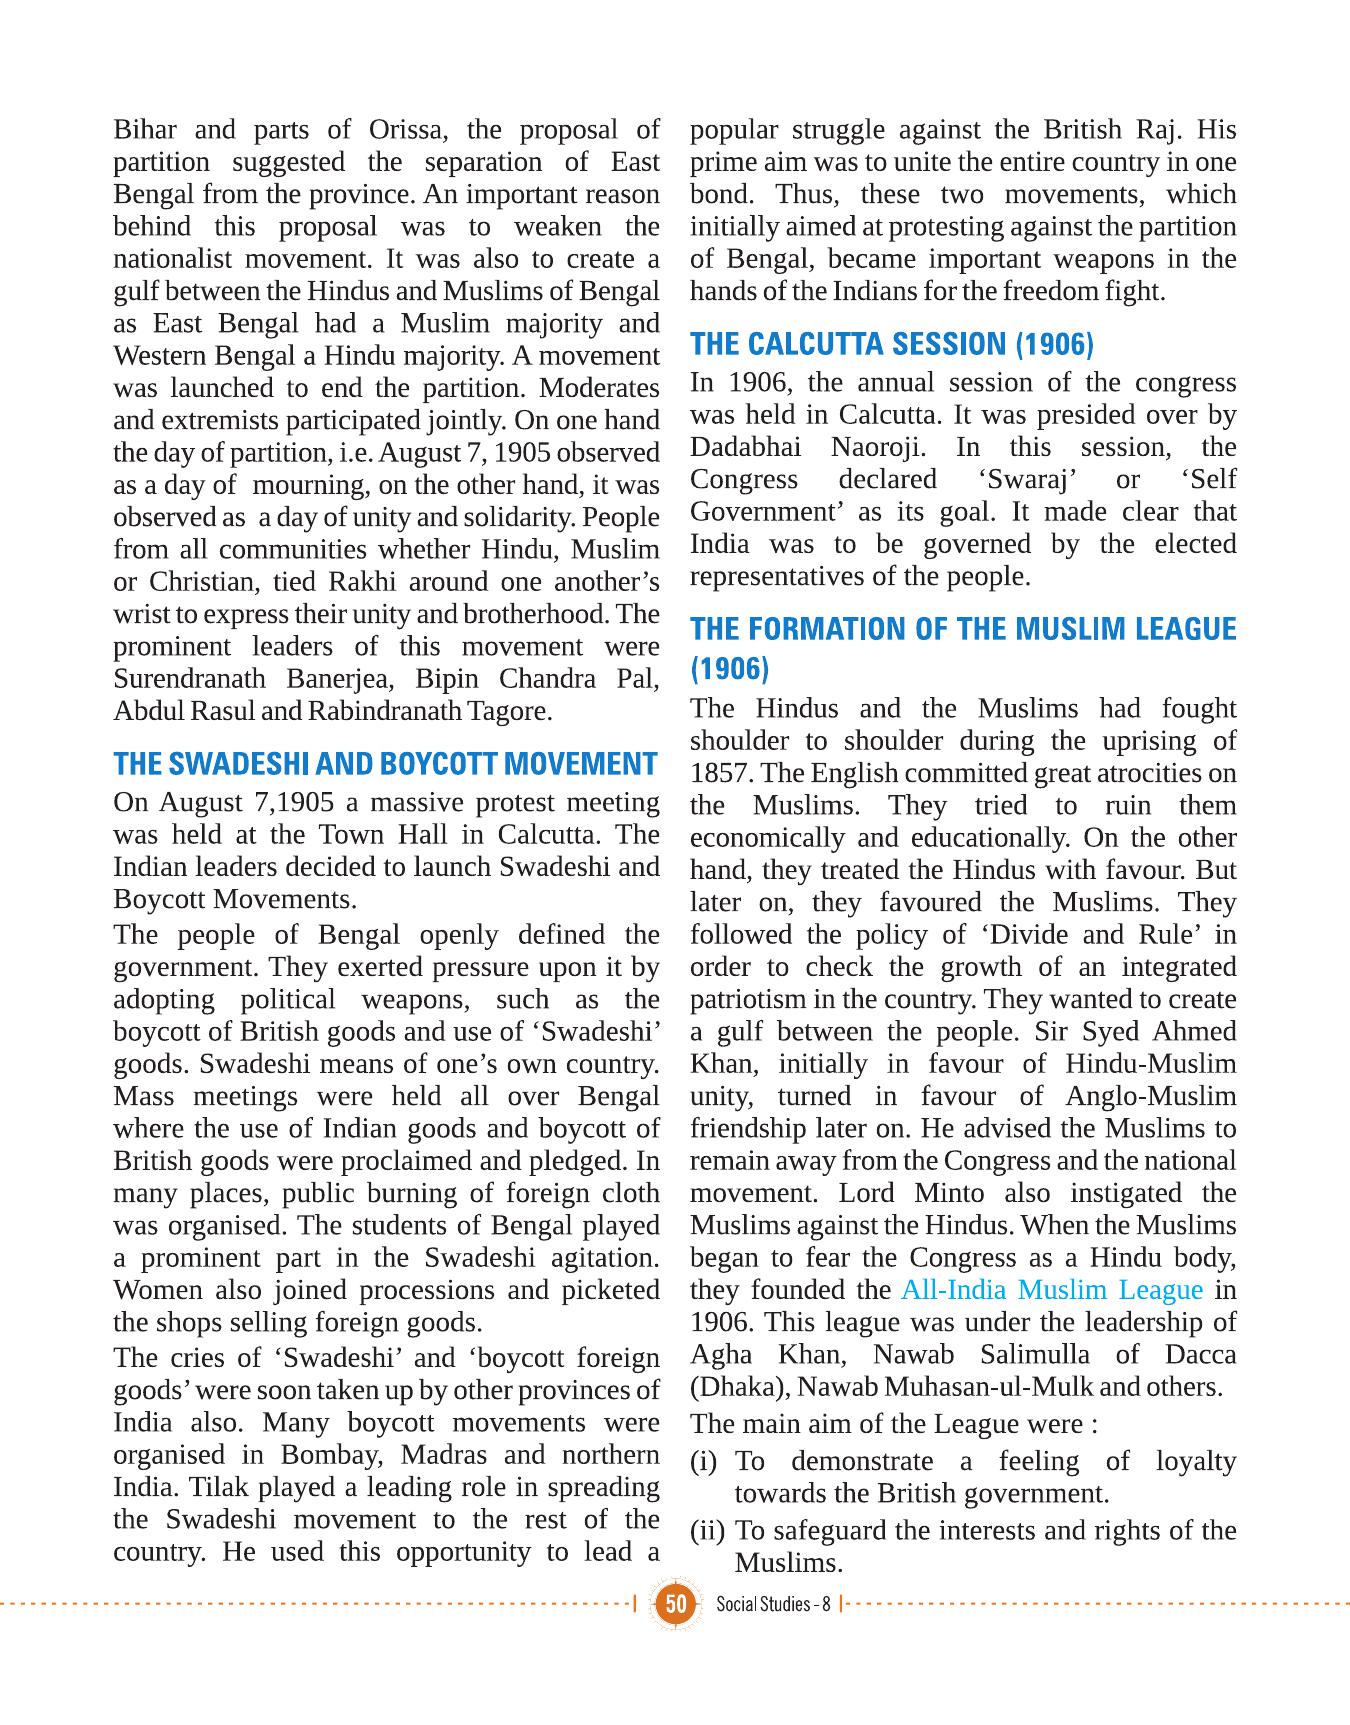 Bihar and parts of Orissa, the proposal of
partition suggested the separation of East
Bengal from the province. An important reason
behind this proposal was to weaken the
nationalist movement. It was also to create a
gulf between the Hindus and Muslims of Bengal
as East Bengal had a Muslim majority and
Western Bengal a Hindu majority. A movement
was launched to end the partition. Moderates
and extremists participated jointly. On one hand
the day of partition, i.e. August 7, 1905 observed
as a day of mourning, on the other hand, it was
observed as a day of unity and solidarity. People
from all communities whether Hindu, Muslim
or Christian, tied Rakhi around one another’s
wrist to express their unity and brotherhood. The
prominent leaders of this movement were
Surendranath Banerjea, Bipin Chandra Pal,
Abdul Rasul and Rabindranath Tagore.
THE SWADESHI AND BOYCOTT MOVEMENT
On August 7,1905 a massive protest meeting
was held at the Town Hall in Calcutta. The
Indian leaders decided to launch Swadeshi and
Boycott Movements.
The people of Bengal openly defined the
government. They exerted pressure upon it by
adopting political weapons, such as the
boycott of British goods and use of ‘Swadeshi’
goods. Swadeshi means of one’s own country.
Mass meetings were held all over Bengal
where the use of Indian goods and boycott of
British goods were proclaimed and pledged. In
many places, public burning of foreign cloth
was organised. The students of Bengal played
a prominent part in the Swadeshi agitation.
Women also joined processions and picketed
the shops selling foreign goods.
The cries of ‘Swadeshi’ and ‘boycott foreign
goods’ were soon taken up by other provinces of
India also. Many boycott movements were
organised in Bombay, Madras and northern
India. Tilak played a leading role in spreading
the Swadeshi movement to the rest of the
country. He used this opportunity to lead a
popular struggle against the British Raj. His
prime aim was to unite the entire country in one
bond. Thus, these two movements, which
initially aimed at protesting against the partition
of Bengal, became important weapons in the
hands of the Indians for the freedom fight.
THE CALCUTTA SESSION (1906)
In 1906, the annual session of the congress
was held in Calcutta. It was presided over by
Dadabhai Naoroji. In this session, the
Congress declared ‘Swaraj’ or ‘Self
Government’ as its goal. It made clear that
India was to be governed by the elected
representatives of the people.
THE FORMATION OF THE MUSLIM LEAGUE
(1906)
The Hindus and the Muslims had fought
shoulder to shoulder during the uprising of
1857. The English committed great atrocities on
the Muslims. They tried to ruin them
economically and educationally. On the other
hand, they treated the Hindus with favour. But
later on, they favoured the Muslims. They
followed the policy of ‘Divide and Rule’ in
order to check the growth of an integrated
patriotism in the country. They wanted to create
a gulf between the people. Sir Syed Ahmed
Khan, initially in favour of Hindu-Muslim
unity, turned in favour of Anglo-Muslim
friendship later on. He advised the Muslims to
remain away from the Congress and the national
movement. Lord Minto also instigated the
Muslims against the Hindus. When the Muslims
began to fear the Congress as a Hindu body,
they founded the All-India Muslim League in
1906. This league was under the leadership of
Agha Khan, Nawab Salimulla of Dacca
(Dhaka), Nawab Muhasan-ul-Mulk and others.
The main aim of the League were :
(i) To demonstrate a feeling of loyalty
towards the British government.
(ii) To safeguard the interests and rights of the
Muslims.
50 Social Studies - 8